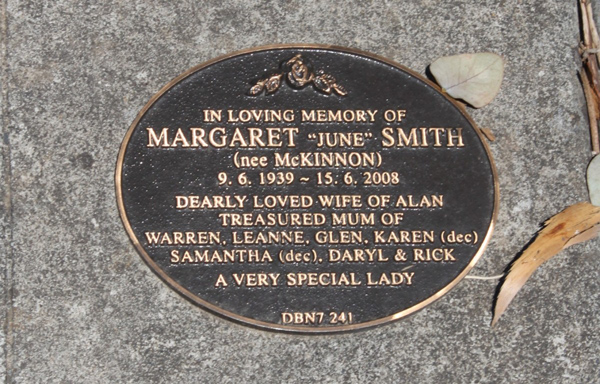 IN LOVING MEMORY OF
MARGARET "JUNE" SMITH
(nee McKINNON)
9. 6. 1939 ~ 15. 6. 2008
DEARLY LOVED WIFE OF ALAN
TREASURED MUM OF
WARREN, LEANNE, GLEN, KAREN (dec)
SAMANTHA (dec), DARYL & RICK
A VERY SPECIAL LADY
DBN7 241